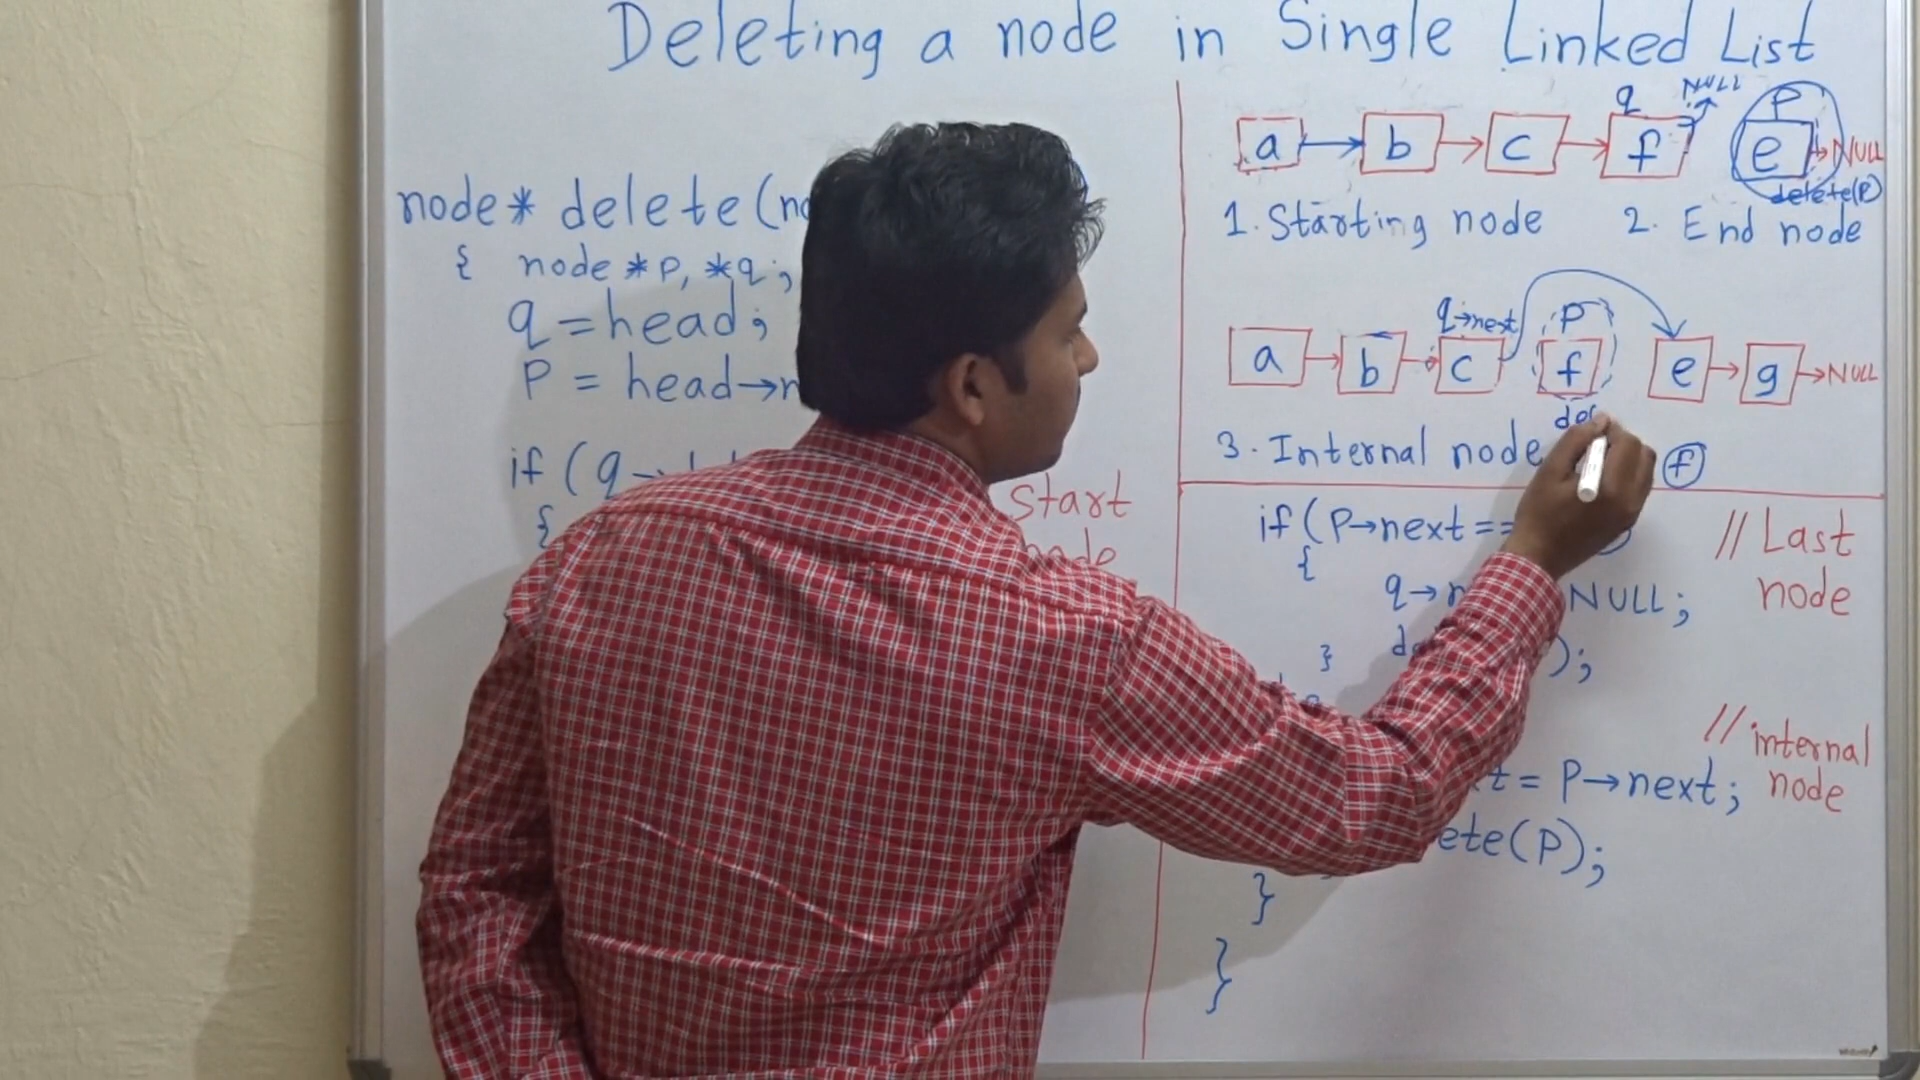 Deleting a node in Single Linked List
node* delete(
{ node *p, *q;
q = head;
P = head→
if (q→
{
start
node
q NULL P
a b c f e NULL
delete(P)
1. Starting node 2. End node
q→next P
a b c f e g NULL
3. Internal node f
if (P→next ==
{
q→ NULL;
);
}
// Last
node
= P→next;
(P);
// internal
node
}
}